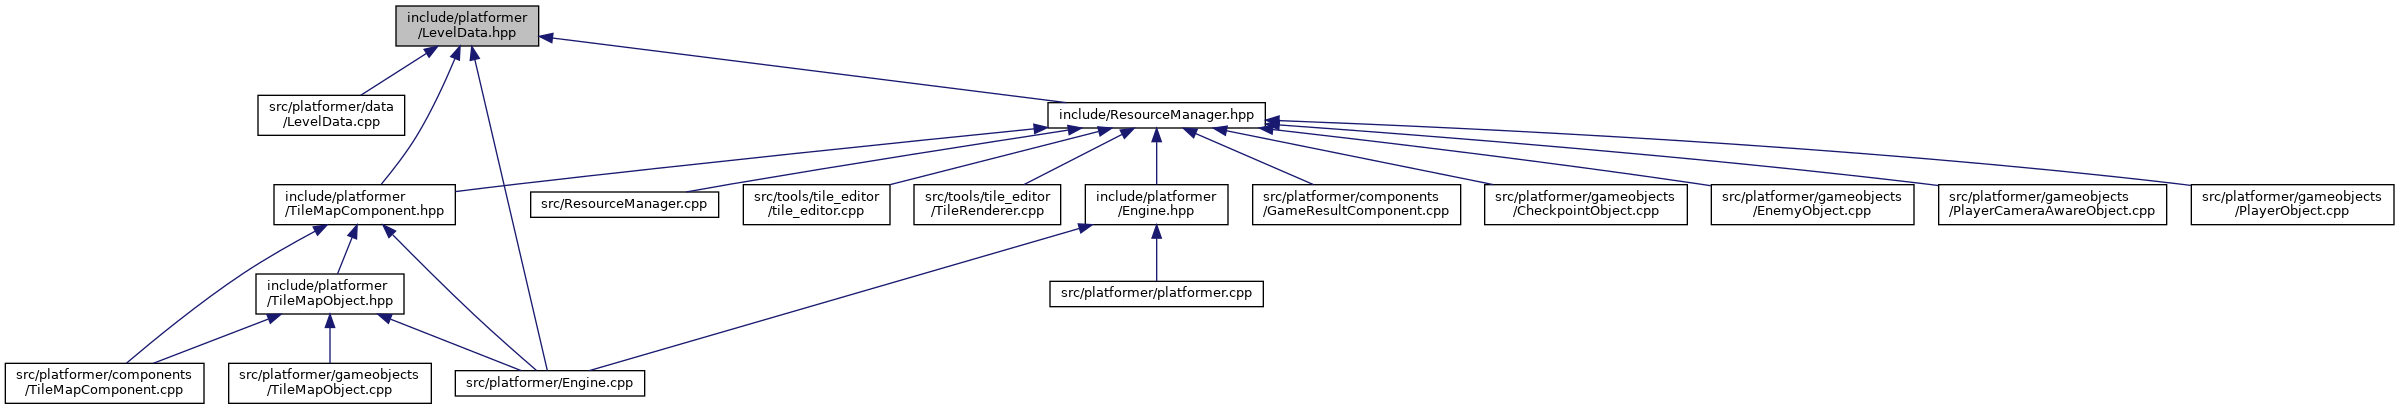 include/platformer
/LevelData.hpp
src/platformer/data
/LevelData.cpp
include/ResourceManager.hpp
include/platformer
/TileMapComponent.hpp
src/ResourceManager.cpp
src/tools/tile_editor
/tile_editor.cpp
src/tools/tile_editor
/TileRenderer.cpp
include/platformer
/Engine.hpp
src/platformer/components
/GameResultComponent.cpp
src/platformer/gameobjects
/CheckpointObject.cpp
src/platformer/gameobjects
/EnemyObject.cpp
src/platformer/gameobjects
/PlayerCameraAwareObject.cpp
src/platformer/gameobjects
/PlayerObject.cpp
include/platformer
/TileMapObject.hpp
src/platformer/platformer.cpp
src/platformer/components
/TileMapComponent.cpp
src/platformer/gameobjects
/TileMapObject.cpp
src/platformer/Engine.cpp